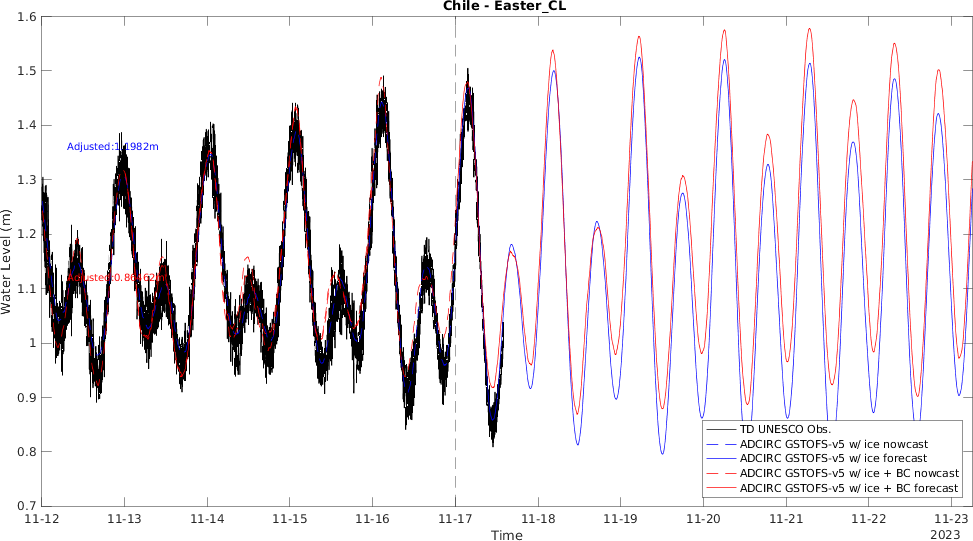 Chile - Easter_CL
1.6
1.5
1.4
1.3
1.2
1.1
1
0.9
0.8
0.7
Water Level (m)
TD UNESCO Obs.
ADCIRC GSTOFS-v5 w/ ice nowcast
ADCIRC GSTOFS-v5 w/ ice forecast
ADCIRC GSTOFS-v5 w/ ice + BC nowcast
ADCIRC GSTOFS-v5 w/ ice + BC forecast
11-12 11-13 11-14 11-15 11-16 11-17 11-18 11-19 11-20 11-21 11-22 11-23
2023
Time